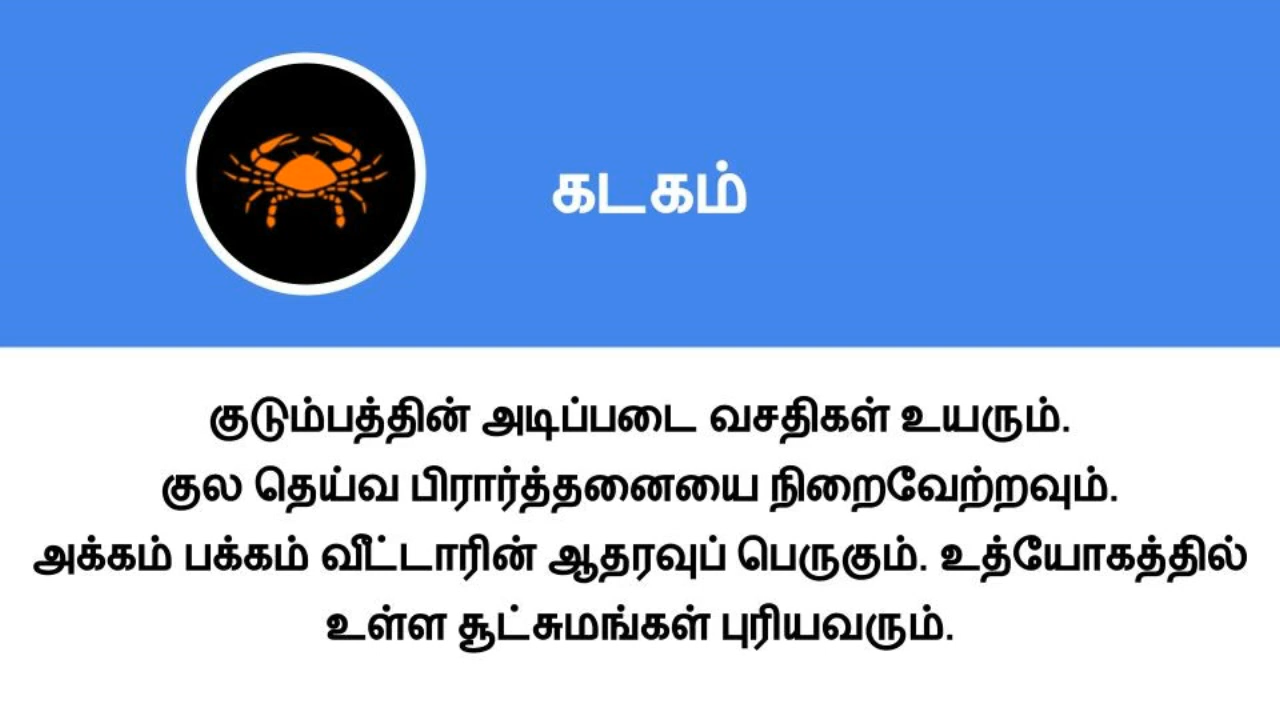 கடகம்
குடும்பத்தின் அடிப்படை வசதிகள் உயரும்.
குல தெய்வ பிரார்த்தனையை நிறைவேற்றவும்.
அக்கம் பக்கம் வீட்டாரின் ஆதரவுப் பெருகும். உத்யோகத்தில்
உள்ள சூட்சுமங்கள் புரியவரும்.